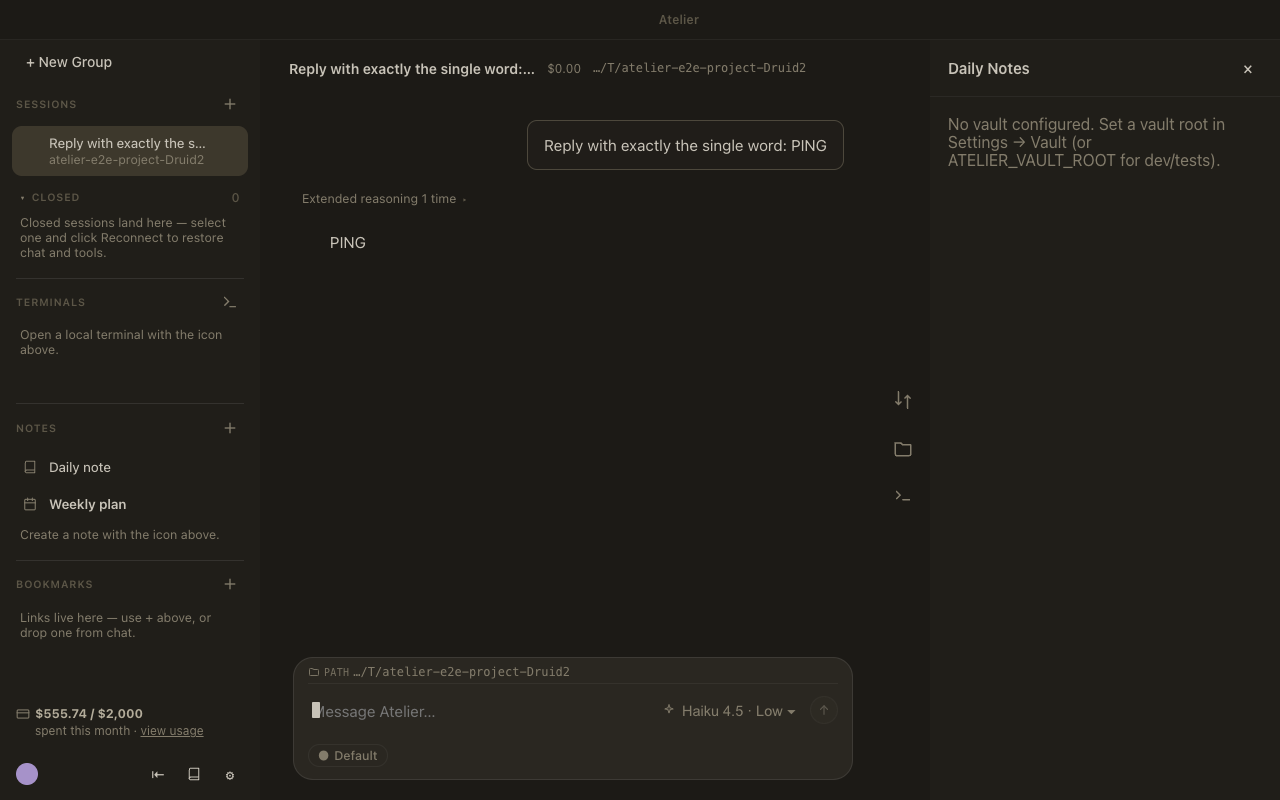 Atelier
+ New Group
SESSIONS
Reply with exactly the s...
atelier-e2e-project-Druid2
CLOSED 0
Closed sessions land here — select
one and click Reconnect to restore
chat and tools.
TERMINALS
Open a local terminal with the icon
above.
NOTES
Daily note
Weekly plan
Create a note with the icon above.
BOOKMARKS
Links live here — use + above, or
drop one from chat.
$555.74 / $2,000
spent this month · view usage
Reply with exactly the single word:... $0.00 …/T/atelier-e2e-project-Druid2
Reply with exactly the single word: PING
Extended reasoning 1 time
PING
PATH …/T/atelier-e2e-project-Druid2
Message Atelier...
Haiku 4.5 · Low
Default
Daily Notes
No vault configured. Set a vault root in
Settings → Vault (or
ATELIER_VAULT_ROOT for dev/tests).